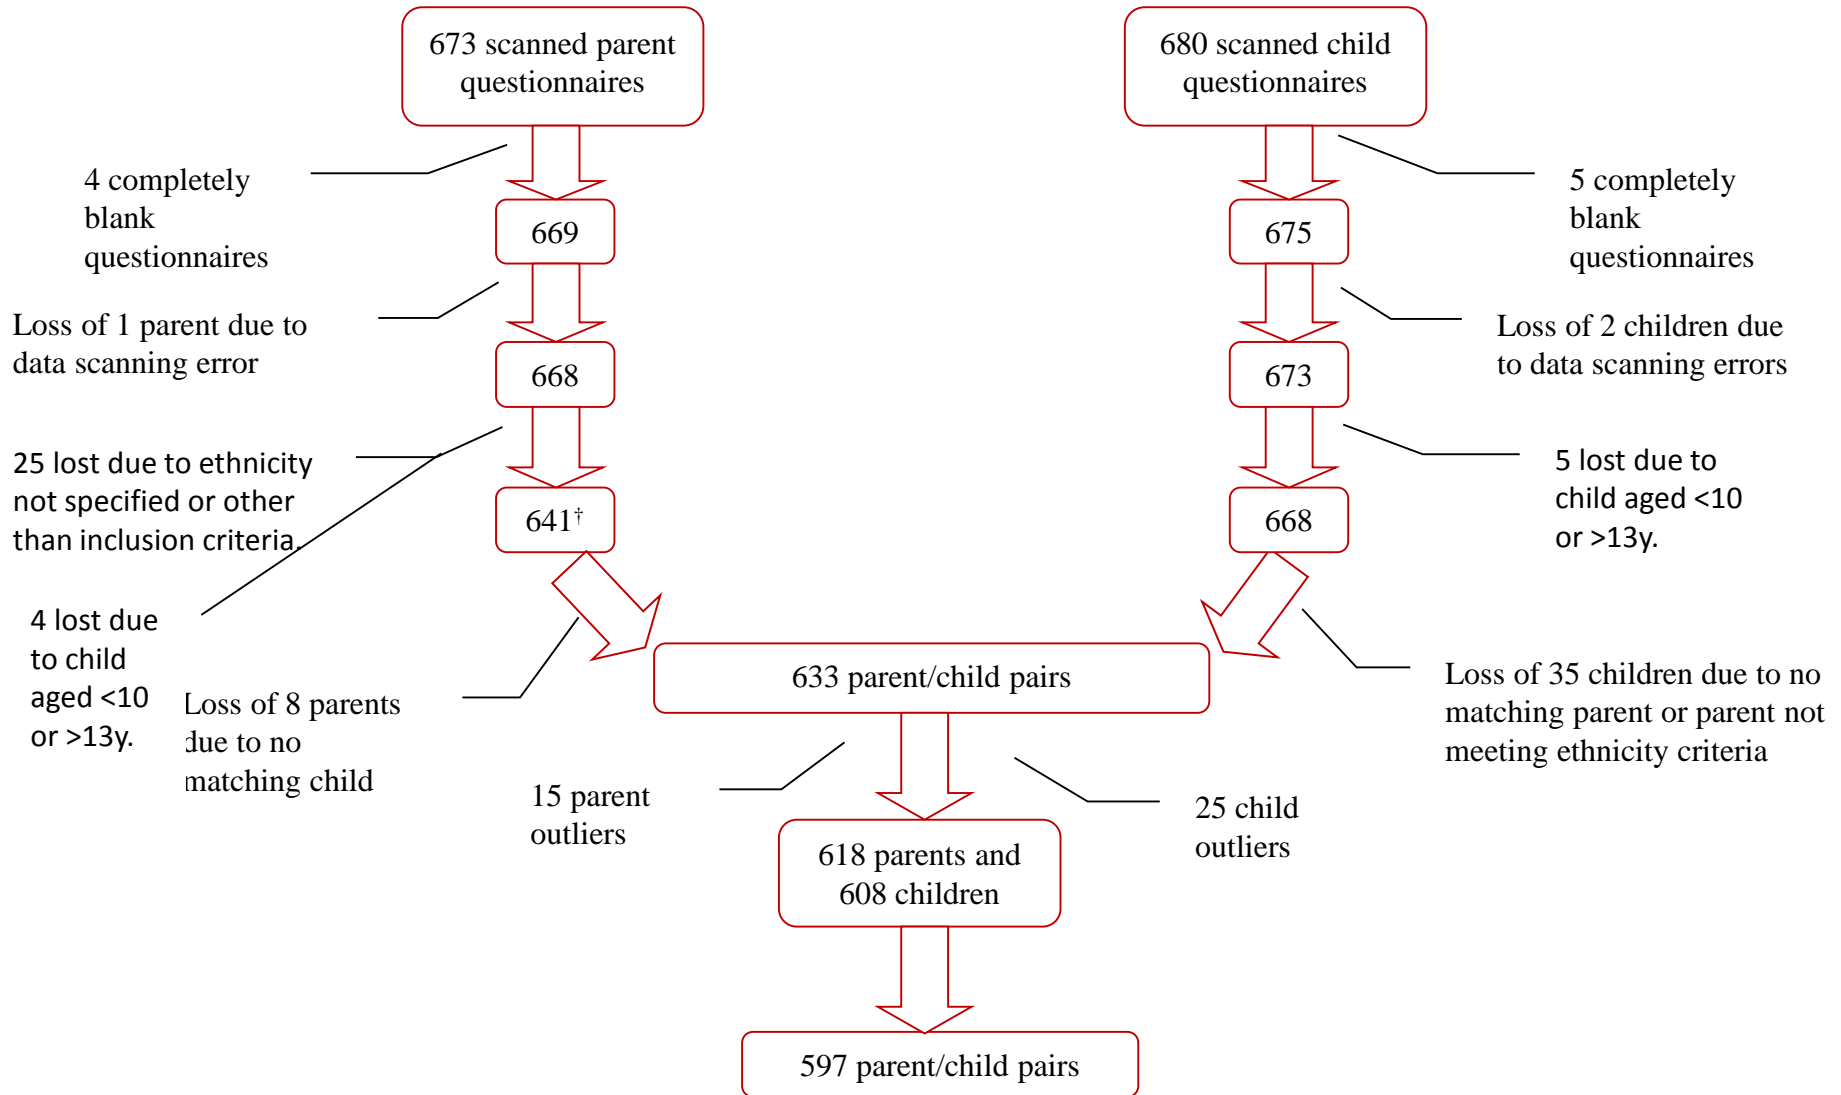 673 scanned parent
questionnaires
680 scanned child
questionnaires
4 completely
blank
questionnaires
5 completely
blank
questionnaires
669
675
Loss of 1 parent due to
data scanning error
Loss of 2 children due
to data scanning errors
668
673
25 lost due to ethnicity
not specified or other
than inclusion criteria.
5 lost due to
child aged <10
or >13y.
641†
668
4 lost due
to child
aged <10
or >13y.
Loss of 8 parents
due to no
matching child
633 parent/child pairs
Loss of 35 children due to no
matching parent or parent not
meeting ethnicity criteria
15 parent
outliers
25 child
outliers
618 parents and
608 children
597 parent/child pairs